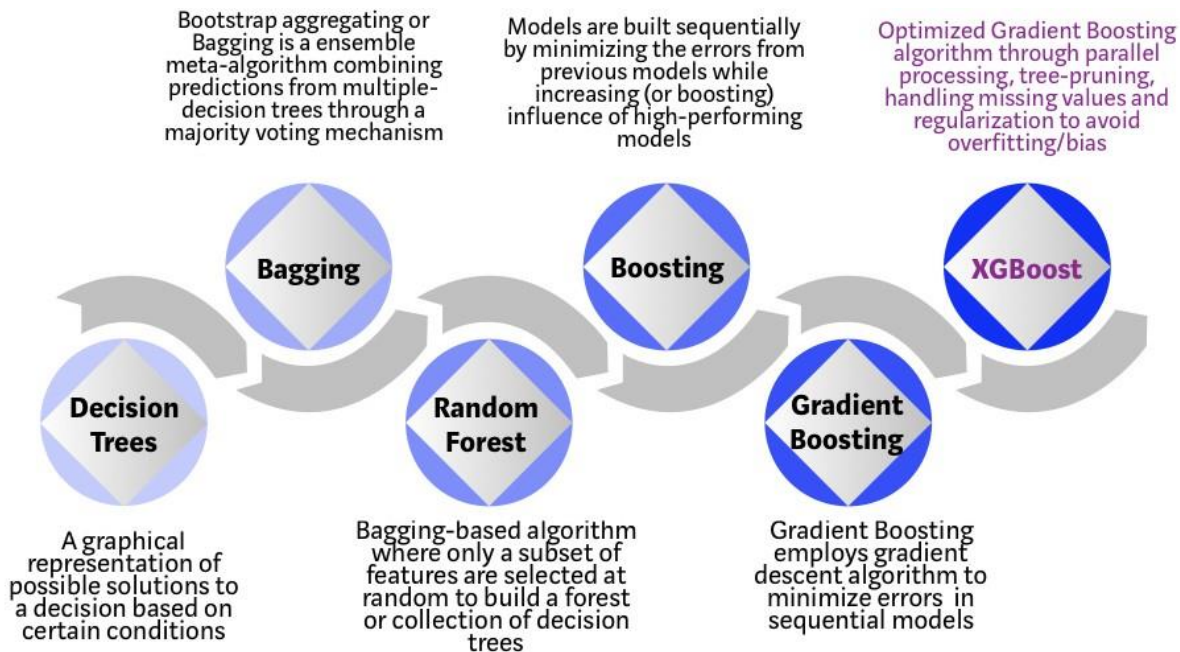 Bootstrap aggregating or
Bagging is a ensemble
meta-algorithm combining
predictions from multiple-
decision trees through a
majority voting mechanism
Models are built sequentially
by minimizing the errors from
previous models while
increasing (or boosting)
influence of high-performing
models
Optimized Gradient Boosting
algorithm through parallel
processing, tree-pruning,
handling missing values and
regularization to avoid
overfitting/bias
Bagging
Boosting
XGBoost
Decision
Trees
Random
Forest
Gradient
Boosting
A graphical
representation of
possible solutions to
a decision based on
certain conditions
Bagging-based algorithm
where only a subset of
features are selected at
random to build a forest
or collection of decision
trees
Gradient Boosting
employs gradient
descent algorithm to
minimize errors in
sequential models